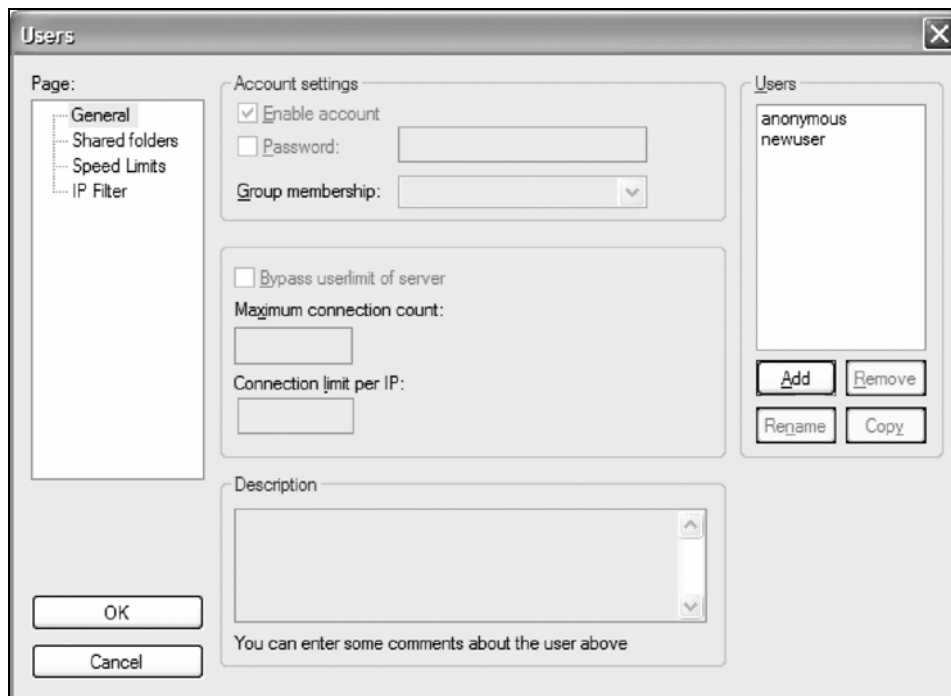 Users
Page:
General
Shared folders
Speed Limits
IP Filter
OK
Cancel
Account settings
Enable account
Password:
Group membership:
Bypass userlimit of server
Maximum connection count:
Connection limit per IP:
Description
You can enter some comments about the user above
Users
anonymous
newuser
Add
Remove
Rename
Copy